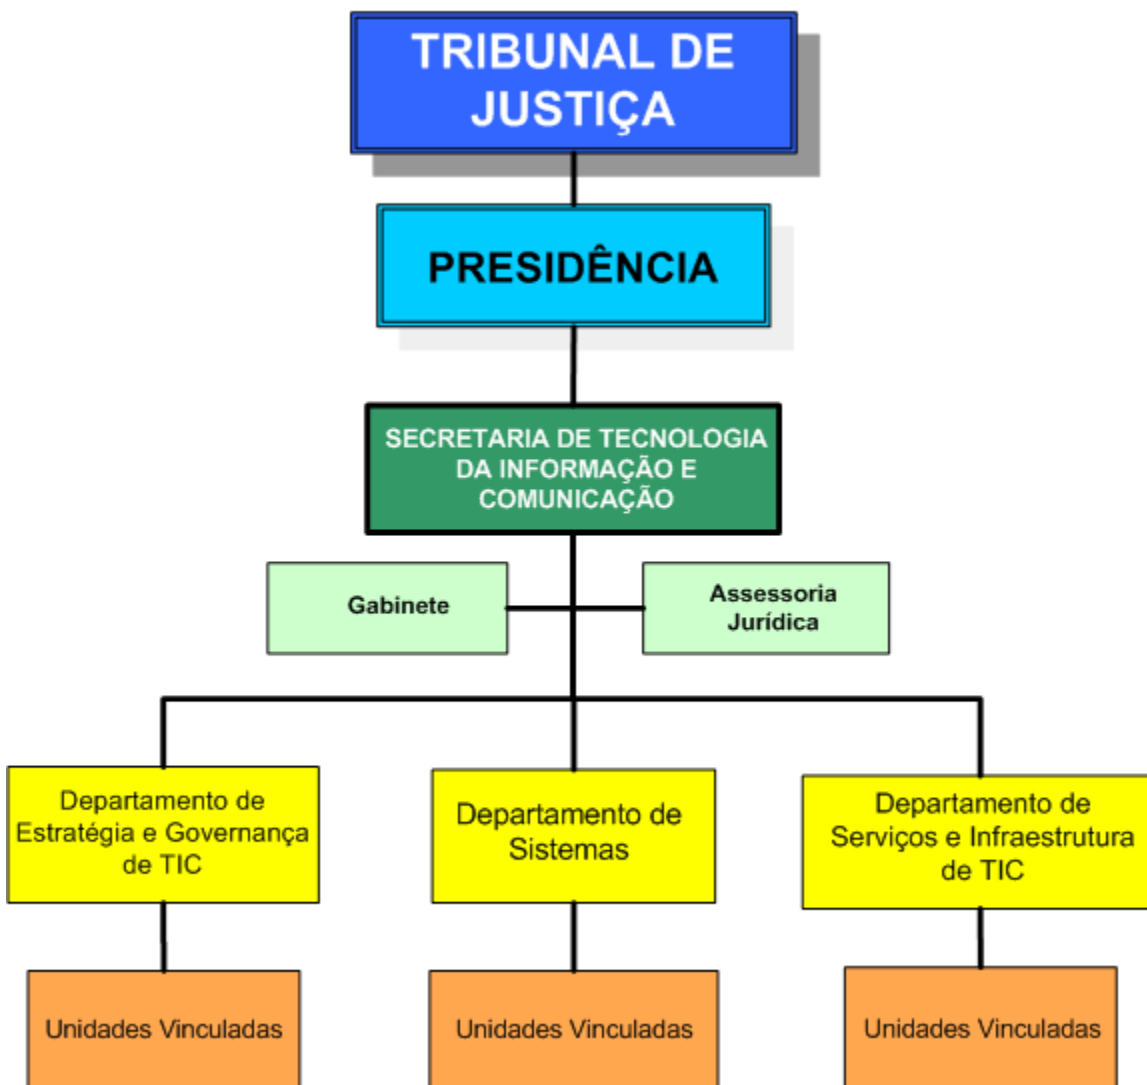 TRIBUNAL DE
JUSTIÇA
PRESIDÊNCIA
SECRETARIA DE TECNOLOGIA
DA INFORMAÇÃO E
COMUNICAÇÃO
Gabinete
Assessoria
Jurídica
Departamento de
Estratégia e Governança
de TIC
Departamento de
Sistemas
Departamento de
Serviços e Infraestrutura
de TIC
Unidades Vinculadas
Unidades Vinculadas
Unidades Vinculadas